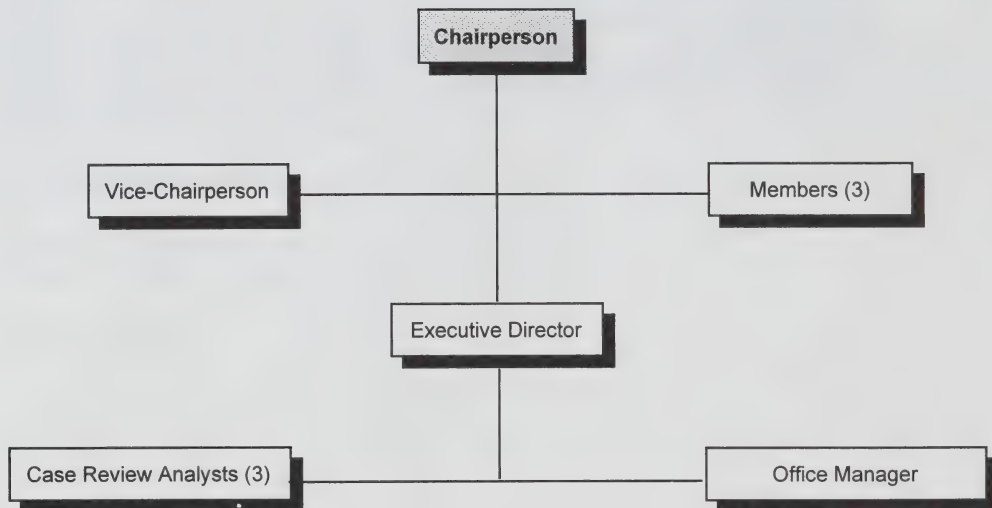 Chairperson
Vice-Chairperson
Members (3)
Executive Director
Case Review Analysts (3)
Office Manager